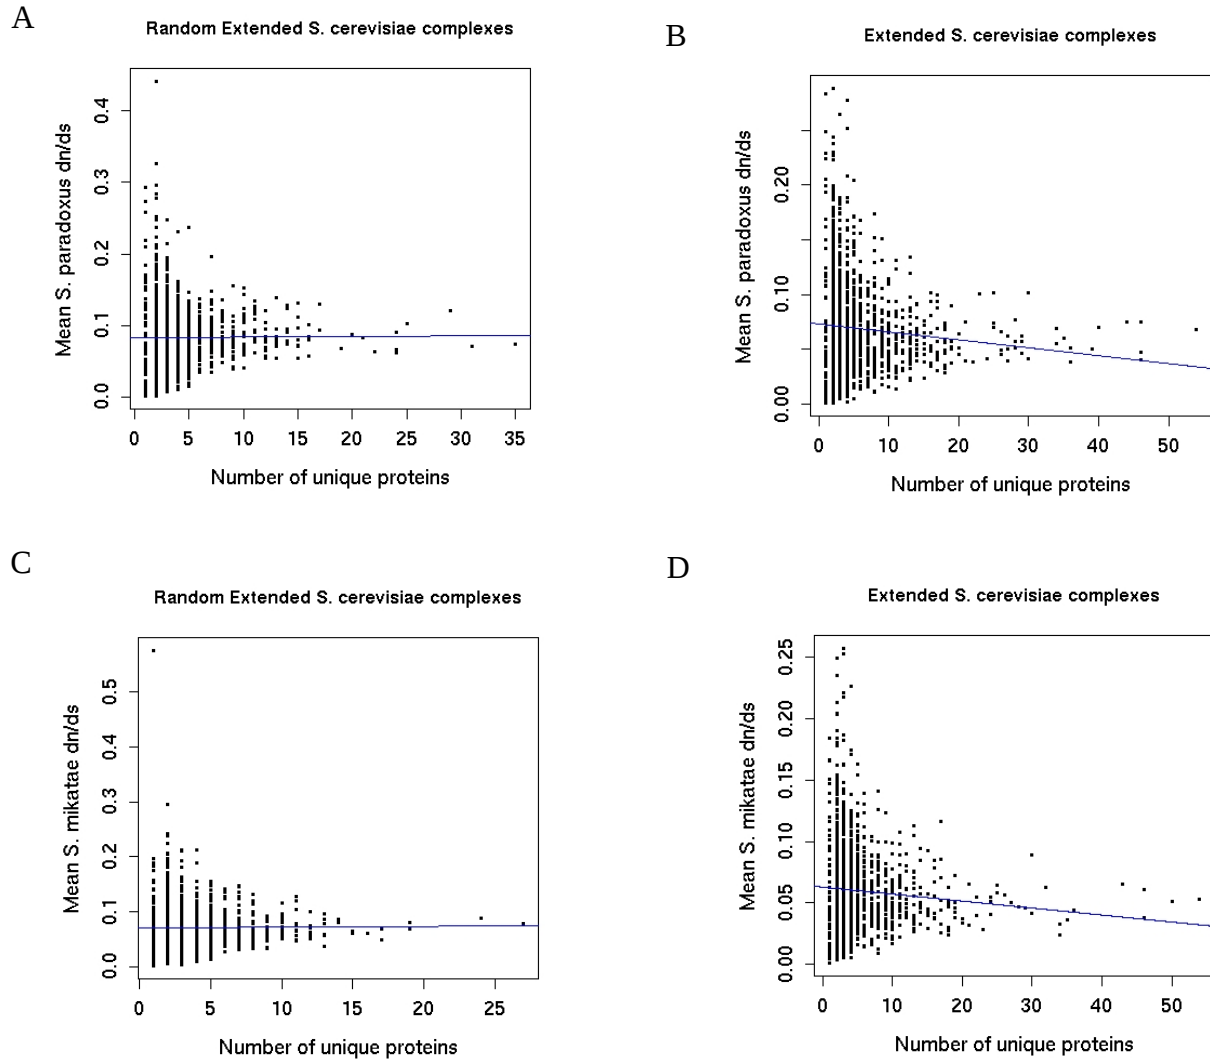 A
Random Extended S. cerevisiae complexes
Mean S. paradoxus dn/ds
0.4
0.3
0.2
0.1
0.0
0 5 10 15 20 25 30 35
Number of unique proteins
B
Extended S. cerevisiae complexes
Mean S. paradoxus dn/ds
0.20
0.10
0.00
0 10 20 30 40 50
Number of unique proteins
C
Random Extended S. cerevisiae complexes
Mean S. mikatae dn/ds
0.5
0.4
0.3
0.2
0.1
0.0
0 5 10 15 20 25
Number of unique proteins
D
Extended S. cerevisiae complexes
Mean S. mikatae dn/ds
0.25
0.20
0.15
0.10
0.05
0.00
0 10 20 30 40 50
Number of unique proteins